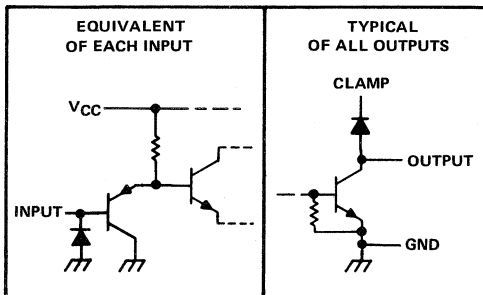 EQUIVALENT
OF EACH INPUT
VCC
INPUT
TYPICAL
OF ALL OUTPUTS
CLAMP
OUTPUT
GND